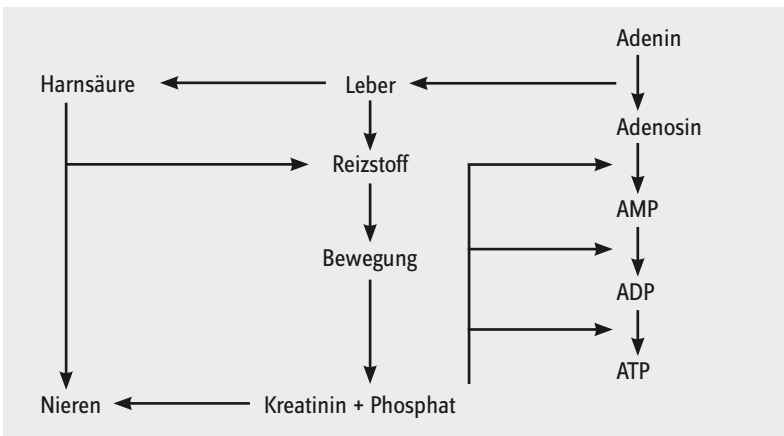 Adenin
Harnsäure Leber
Adenosin
Reizstoff
AMP
Bewegung
ADP
ATP
Nieren Kreatinin + Phosphat